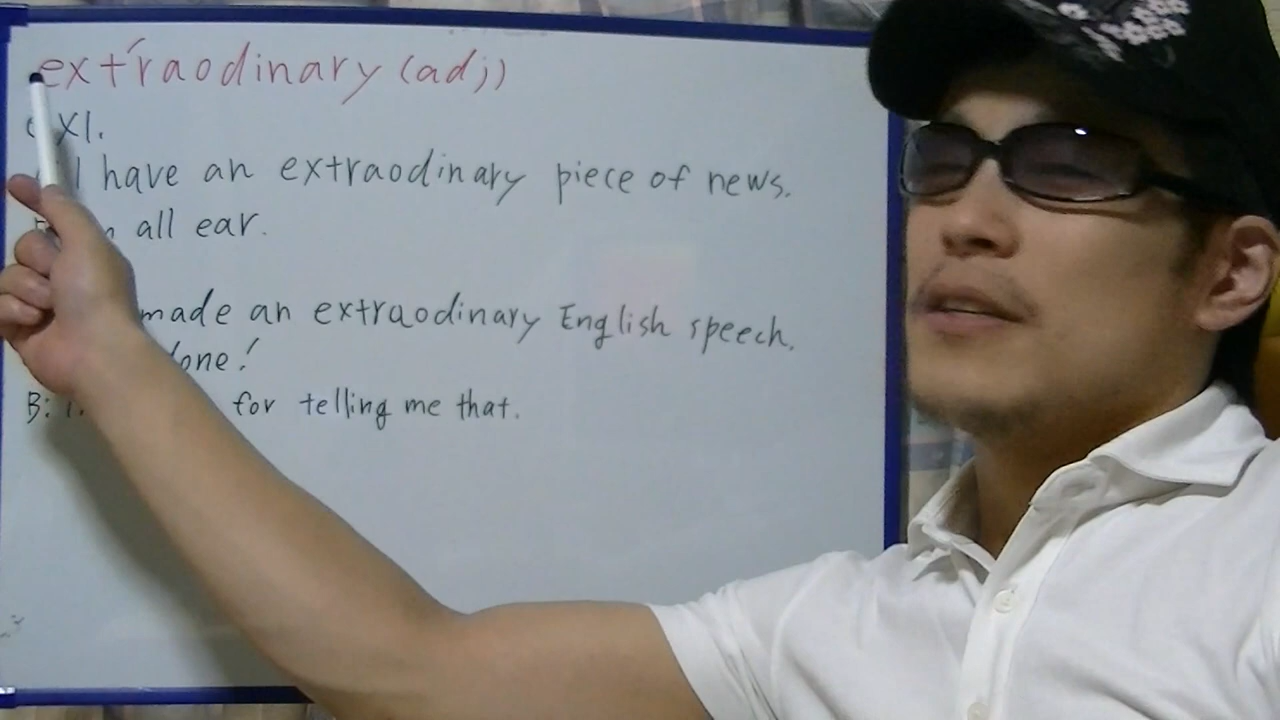 extraodinary (adj)
ex1.
I have an extraodinary piece of news.
all ear.
made an extraodinary English speech.
done!
B: for telling me that.